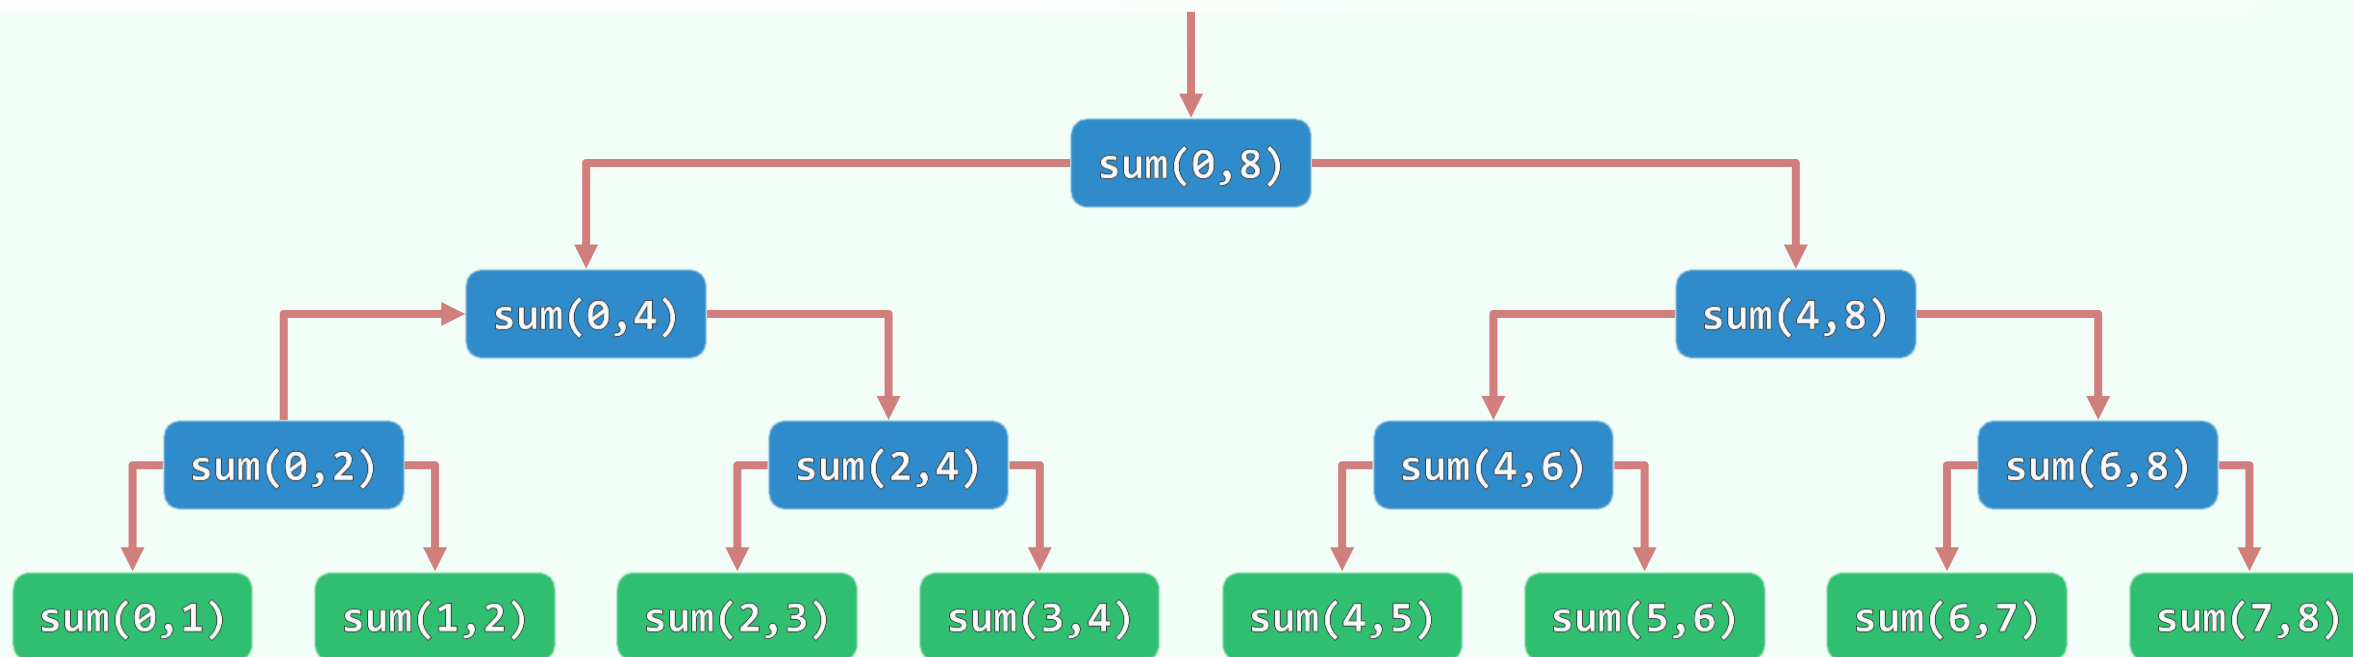 sum(0,8)
sum(0,4)
sum(4,8)
sum(0,2)
sum(2,4)
sum(4,6)
sum(6,8)
sum(0,1)
sum(1,2)
sum(2,3)
sum(3,4)
sum(4,5)
sum(5,6)
sum(6,7)
sum(7,8)